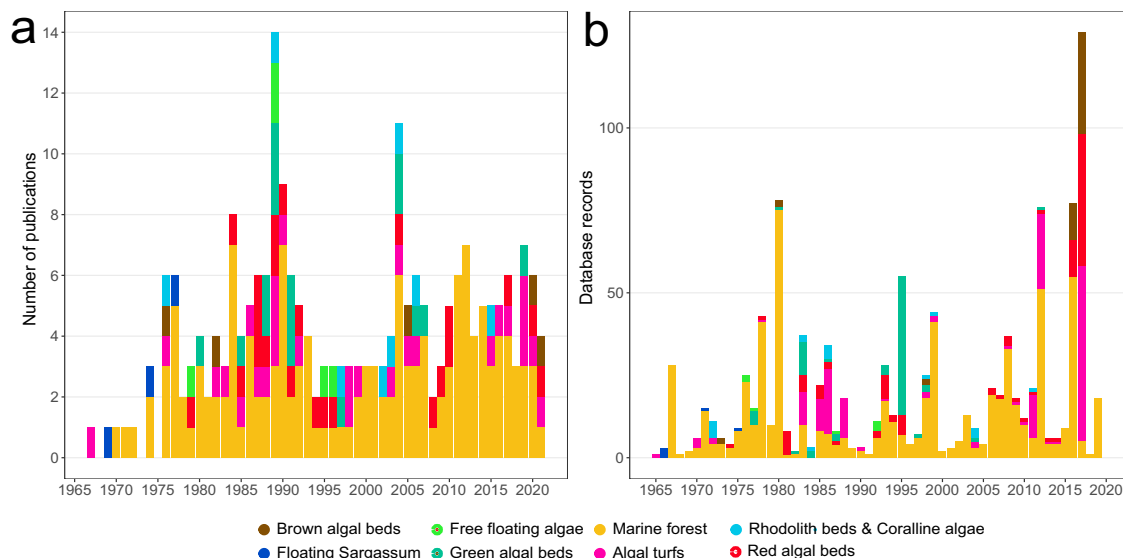 a
b
Number of publications
14
12
10
8
6
4
2
0
1965 1970 1975 1980 1985 1990 1995 2000 2005 2010 2015 2020
Database records
100
50
0
1965 1970 1975 1980 1985 1990 1995 2000 2005 2010 2015 2020
Brown algal beds Free floating algae Marine forest Rhodolith beds & Coralline algae
Floating Sargassum Green algal beds Algal turfs Red algal beds